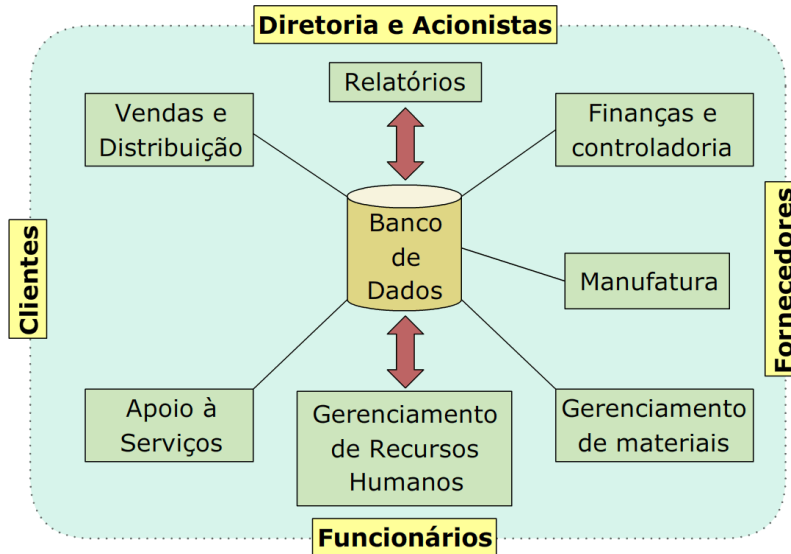 Diretoria e Acionistas
Relatórios
Vendas e
Distribuição
Finanças e
controladoria
Clientes
Banco
de
Dados
Fornecedores
Manufatura
Apoio à
Serviços
Gerenciamento
de Recursos
Humanos
Gerenciamento
de materiais
Funcionários